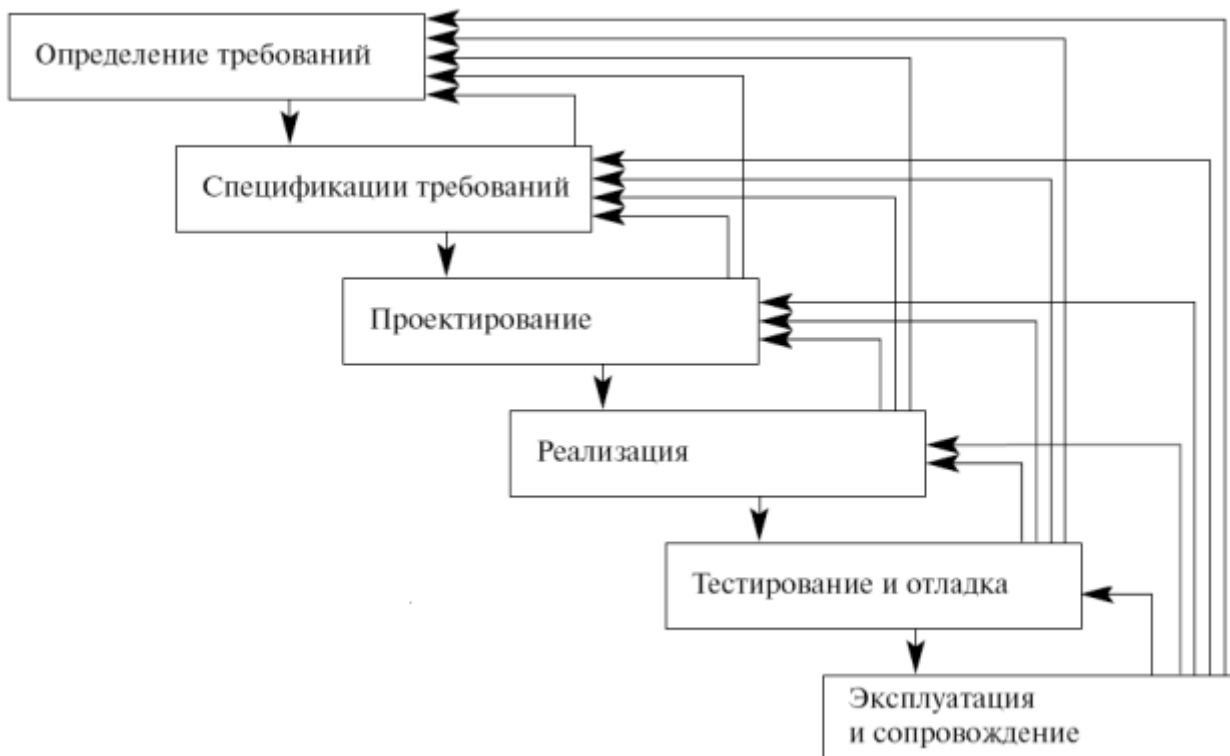 Определение требований
Спецификации требований
Проектирование
Реализация
Тестирование и отладка
Эксплуатация
и сопровождение